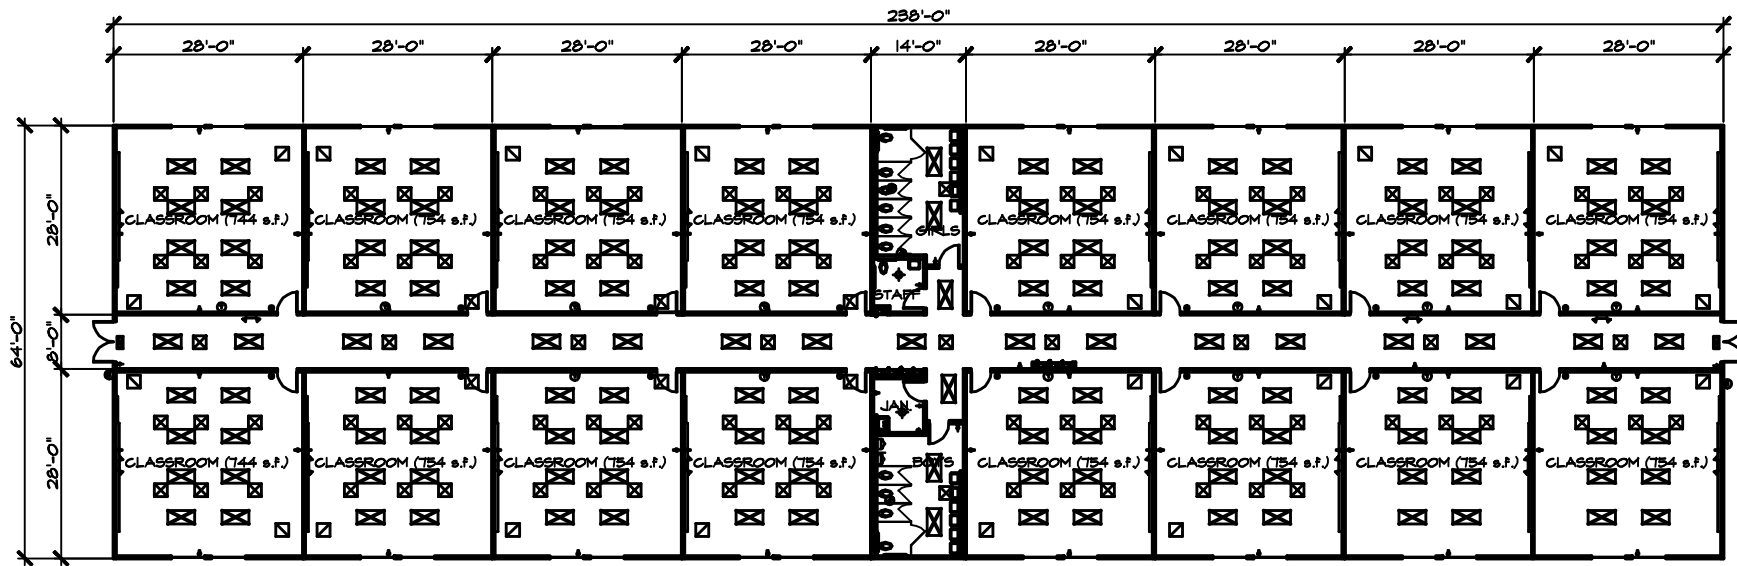 238'-0"
28'-0" 28'-0" 28'-0" 28'-0" 14'-0" 28'-0" 28'-0" 28'-0" 28'-0"
CLASSROOM (744 s.f.) CLASSROOM (754 s.f.) CLASSROOM (754 s.f.) CLASSROOM (754 s.f.) CLASSROOM (754 s.f.) CLASSROOM (754 s.f.) CLASSROOM (754 s.f.) CLASSROOM (754 s.f.)
28'-0"
GIRLS
STAFF
64'-0"
8'-0"
JAN.
28'-0"
CLASSROOM (744 s.f.) CLASSROOM (754 s.f.) CLASSROOM (754 s.f.) CLASSROOM (754 s.f.) BOYS CLASSROOM (754 s.f.) CLASSROOM (754 s.f.) CLASSROOM (754 s.f.) CLASSROOM (754 s.f.)